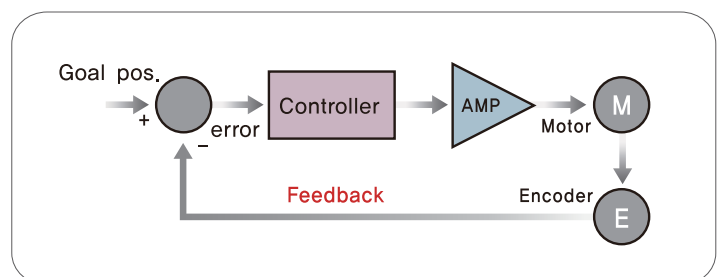 Goal pos.
+
−
error
Controller
AMP
Motor
M
Encoder
E
Feedback